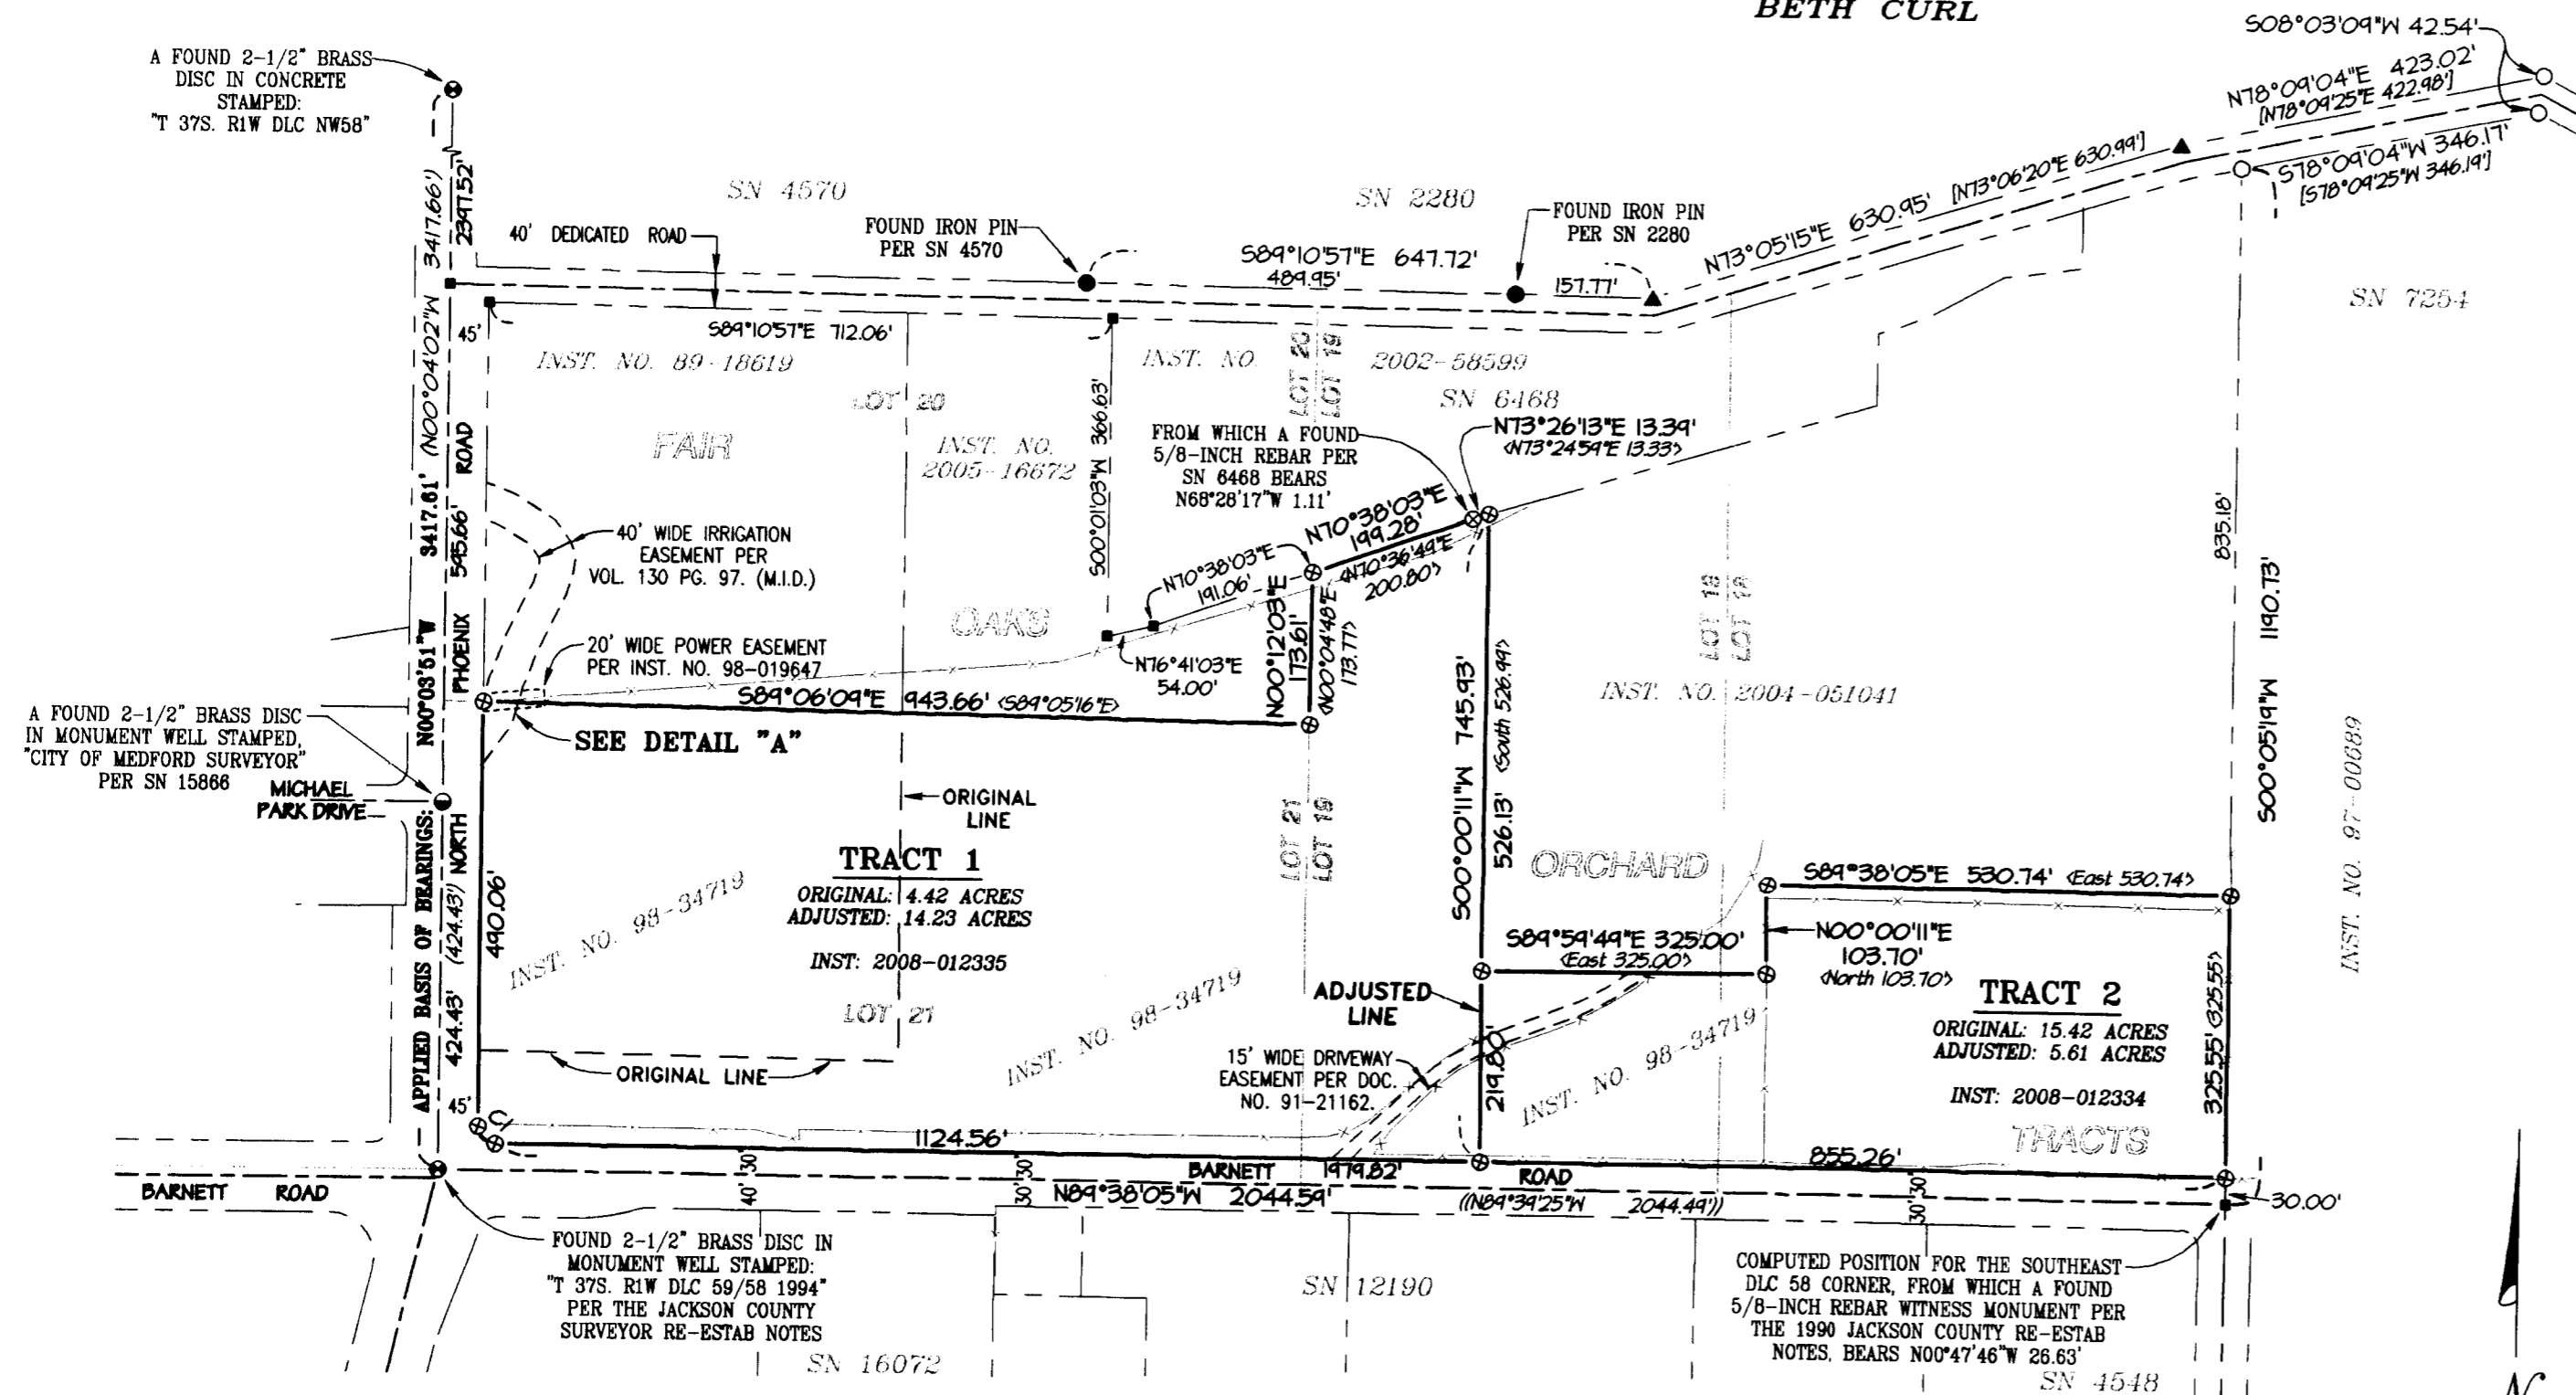 BETH CURL
S08°03'09"W 42.54'
N78°09'04"E 423.02'
[N78°09'25"E 422.98']
S78°09'04"W 346.17'
[S78°09'25"W 346.19']
A FOUND 2-1/2" BRASS
DISC IN CONCRETE
STAMPED:
"T 37S. R1W DLC NW58"
3417.61' (N00°04'02"W 3417.66')
2397.52'
SN 4570
40' DEDICATED ROAD
FOUND IRON PIN
PER SN 4570
SN 2280
FOUND IRON PIN
PER SN 2280
S89°10'57"E 647.72'
489.95'
157.77'
N73°05'15"E 630.95' [N73°06'20"E 630.99']
SN 7254
45'
S89°10'57"E 712.06'
INST. NO. 89-18619
LOT 20
FAIR
INST. NO.
2005-16672
S00°01'03"W 366.63'
INST. NO. 2002-58599
LOT 20
LOT 19
SN 6468
FROM WHICH A FOUND
5/8-INCH REBAR PER
SN 6468 BEARS
N68°28'17"W 1.11'
N73°26'13"E 13.39'
<N73°24'59"E 13.33>
N70°38'03"E
199.28'
<N70°36'49"E
200.80>
N70°38'03"E
191.06'
N76°41'03"E
54.00'
N00°12'03"E
173.61'
<N00°04'48"E
173.77>
40' WIDE IRRIGATION
EASEMENT PER
VOL. 130 PG. 97. (M.I.D.)
20' WIDE POWER EASEMENT
PER INST. NO. 98-019647
OAKS
S89°06'09"E 943.66' <S89°05'16"E>
SEE DETAIL "A"
595.66'
PHOENIX ROAD
A FOUND 2-1/2" BRASS DISC
IN MONUMENT WELL STAMPED,
"CITY OF MEDFORD SURVEYOR"
PER SN 15866
MICHAEL
PARK DRIVE
APPLIED BASIS OF BEARINGS: N00°03'51"W
424.43' (424.43') NORTH
490.06'
45'
C1
ORIGINAL
LINE
TRACT 1
ORIGINAL: 4.42 ACRES
ADJUSTED: 14.23 ACRES
INST: 2008-012335
LOT 21
INST. NO. 98-34719
INST. NO. 98-34719
ORIGINAL LINE
LOT 21
LOT 19
S00°00'11"W 745.93'
526.13' <South 526.99>
LOT 18
LOT 14
INST. NO. 2004-051041
835.18'
S00°05'19"W 1190.73'
INST. NO. 97-00689
ORCHARD
S89°38'05"E 530.74' <East 530.74>
S89°59'49"E 325.00'
<East 325.00>
N00°00'11"E
103.70'
<North 103.70>
TRACT 2
ORIGINAL: 15.42 ACRES
ADJUSTED: 5.61 ACRES
INST: 2008-012334
325.55' <325.55>
TRACTS
ADJUSTED
LINE
219.80'
INST. NO. 98-34719
15' WIDE DRIVEWAY
EASEMENT PER DOC.
NO. 91-21162.
1124.56'
855.26'
BARNETT ROAD
BARNETT 1979.82' ROAD
N89°38'05"W 2044.59' ((N89°39'25"W 2044.49'))
30'
40'
30'
30'
30'
30'
30.00'
FOUND 2-1/2" BRASS DISC IN
MONUMENT WELL STAMPED:
"T 37S. R1W DLC 59/58 1994"
PER THE JACKSON COUNTY
SURVEYOR RE-ESTAB NOTES
SN 16072
SN 12190
COMPUTED POSITION FOR THE SOUTHEAST
DLC 58 CORNER, FROM WHICH A FOUND
5/8-INCH REBAR WITNESS MONUMENT PER
THE 1990 JACKSON COUNTY RE-ESTAB
NOTES, BEARS N00°47'46"W 26.63'
SN 4548
N